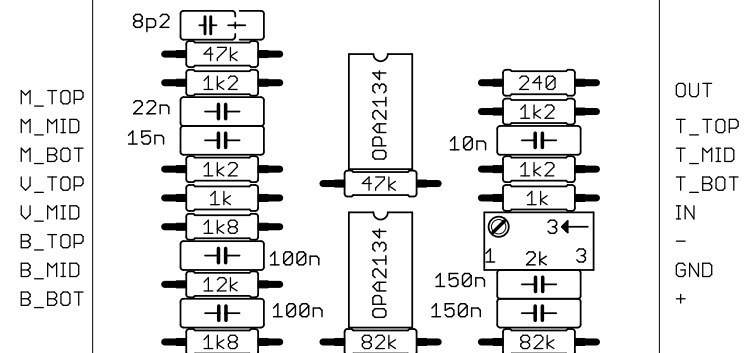 8p2
47k
1k2
240
OUT
M_TOP
22n
1k2
M_MID
15n
10n
T_TOP
M_BOT
1k2
OPA2134
1k2
T_MID
V_TOP
47k
T_BOT
V_MID
1k
1k
IN
B_TOP
1k8
3
-
B_MID
100n
1 2k 3
GND
B_BOT
12k
OPA2134
150n
+
100n
150n
1k8
82k
82k